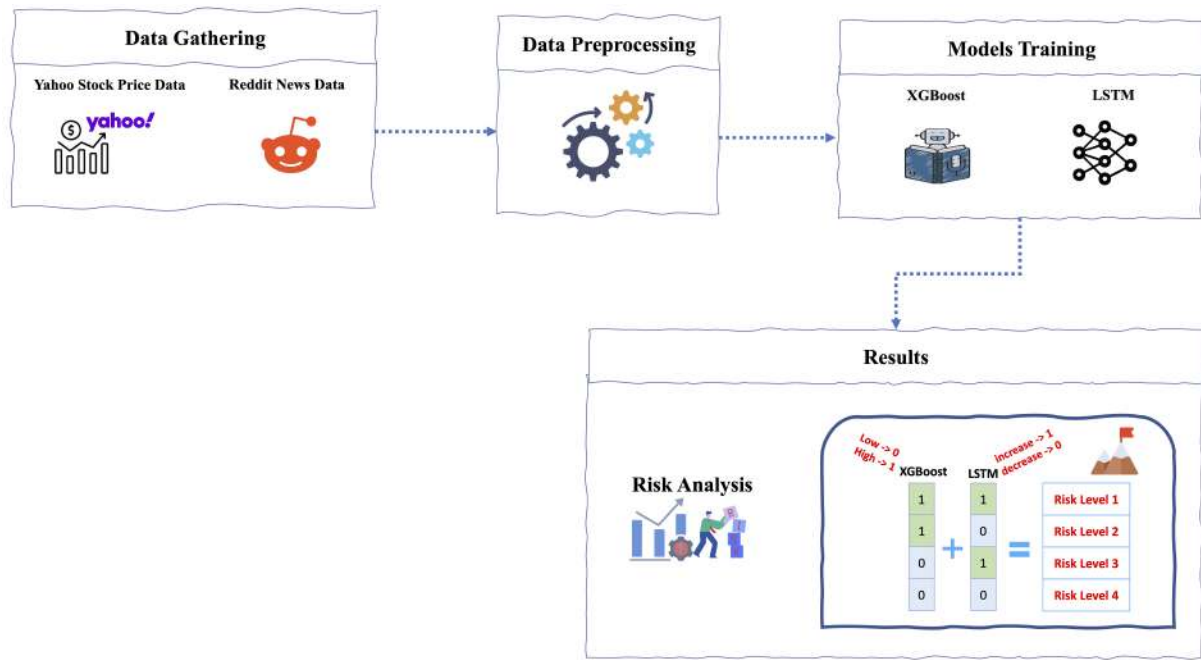 Data Gathering
Yahoo Stock Price Data
Reddit News Data
$
yahoo!
Data Preprocessing
Models Training
XGBoost
LSTM
Results
Risk Analysis
Low -> 0
High -> 1
increase -> 1
decrease -> 0
XGBoost
LSTM
1
1
Risk Level 1
1
0
Risk Level 2
+
=
0
1
Risk Level 3
0
0
Risk Level 4